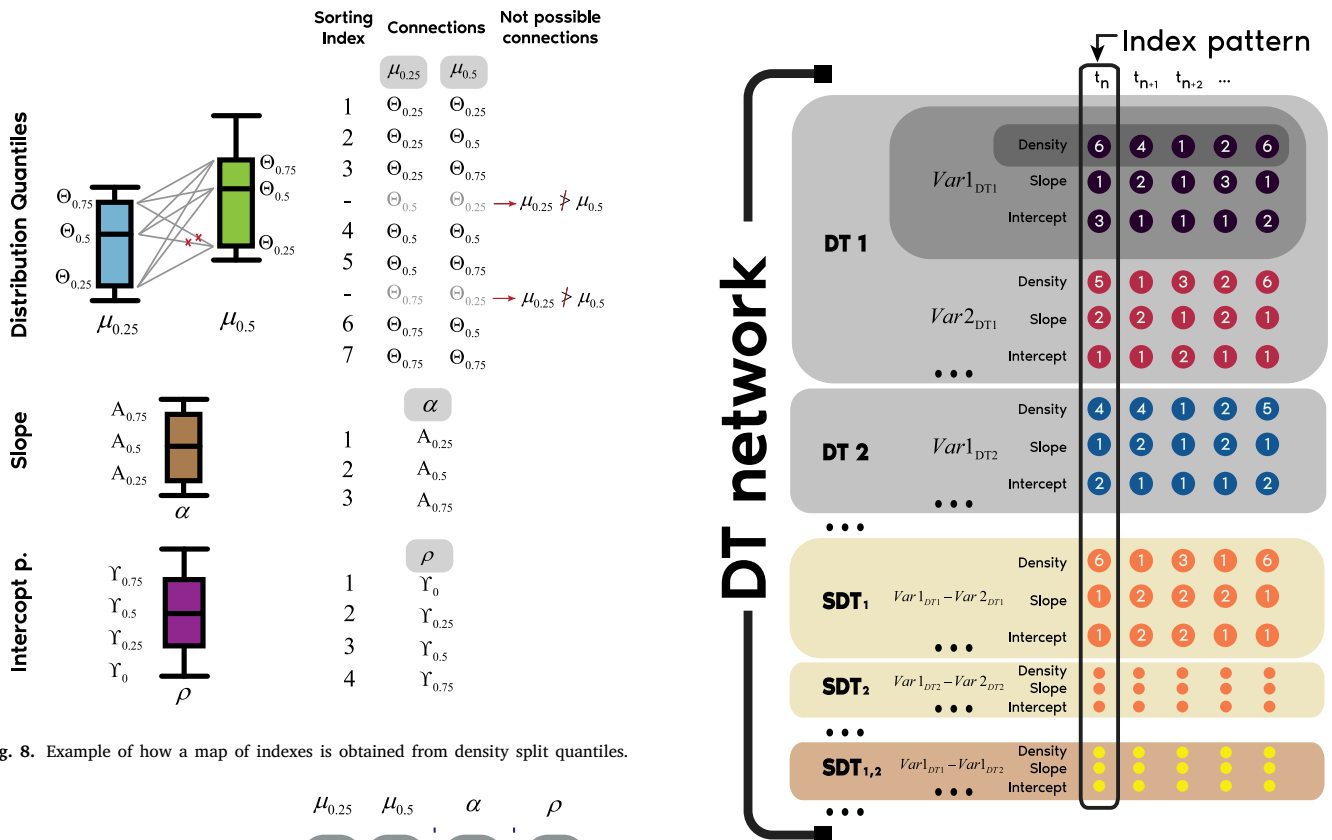 Sorting Index Connections Not possible connections
μ0.25 μ0.5
Distribution Quantiles
Θ0.75
Θ0.5
Θ0.25
μ0.25
Θ0.75
Θ0.5
Θ0.25
μ0.5
1 Θ0.25 Θ0.25
2 Θ0.25 Θ0.5
3 Θ0.25 Θ0.75
- Θ0.5 Θ0.25 → μ0.25 ≯ μ0.5
4 Θ0.5 Θ0.5
5 Θ0.5 Θ0.75
- Θ0.75 Θ0.25 → μ0.25 ≯ μ0.5
6 Θ0.75 Θ0.5
7 Θ0.75 Θ0.75
Slope
A0.75
A0.5
A0.25
α
α
1 A0.25
2 A0.5
3 A0.75
Intercopt p.
ϒ0.75
ϒ0.5
ϒ0.25
ϒ0
ρ
ρ
1 ϒ0
2 ϒ0.25
3 ϒ0.5
4 ϒ0.75
g. 8. Example of how a map of indexes is obtained from density split quantiles.
μ0.25 μ0.5 α ρ
Index pattern
tn tn+1 tn+2 ...
DT network
DT 1
Var1DT1
Density 6 4 1 2 6
Slope 1 2 1 3 1
Intercept 3 1 1 1 2
Var2DT1
Density 5 1 3 2 6
Slope 2 2 1 2 1
Intercept 1 1 2 1 1
•••
DT 2
Var1DT2
Density 4 4 1 2 5
Slope 1 2 1 2 1
Intercept 2 1 1 1 2
•••
•••
SDT1
Var1DT1 – Var2DT1
Density 6 1 3 1 6
Slope 1 2 2 2 1
Intercept 1 2 2 1 1
•••
SDT2
Var1DT2 – Var2DT2
Density
Slope
Intercept
•••
•••
SDT1,2
Var1DT1 – Var1DT2
Density
Slope
Intercept
•••
•••